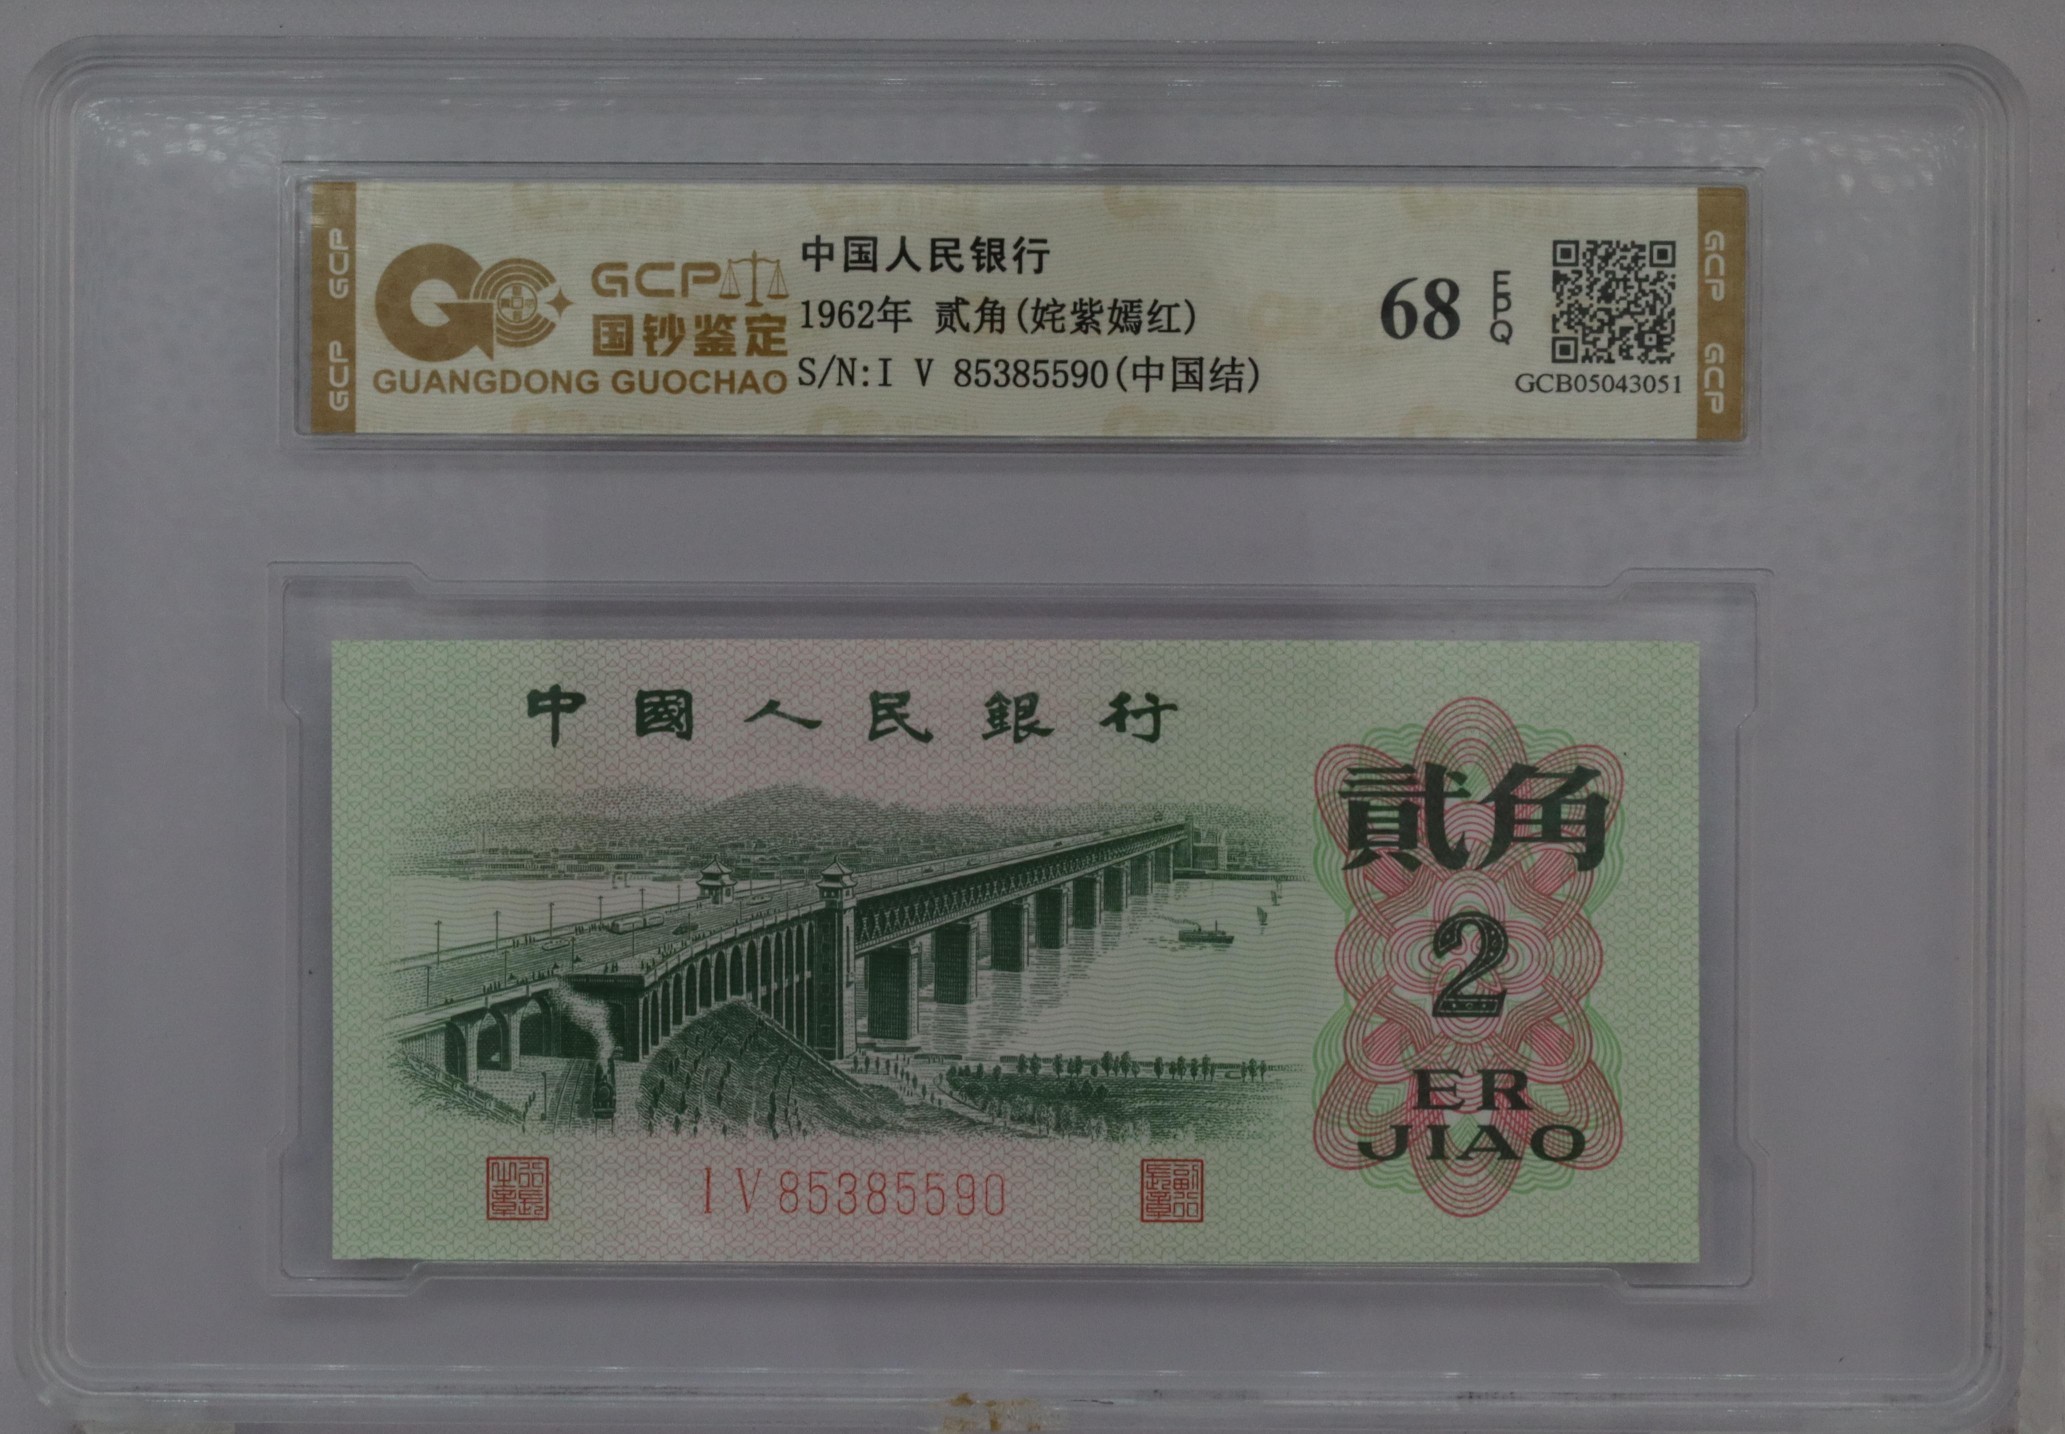 GCP
GCP
GCP
国钞鉴定
GUANGDONG GUOCHAO
中国人民银行
1962年 贰角(姹紫嫣红)
S/N:I V 85385590(中国结)
68
EPQ
GCB05043051
GCP
GCP
中國人民銀行
貳角
2
ER
JIAO
I V 85385590